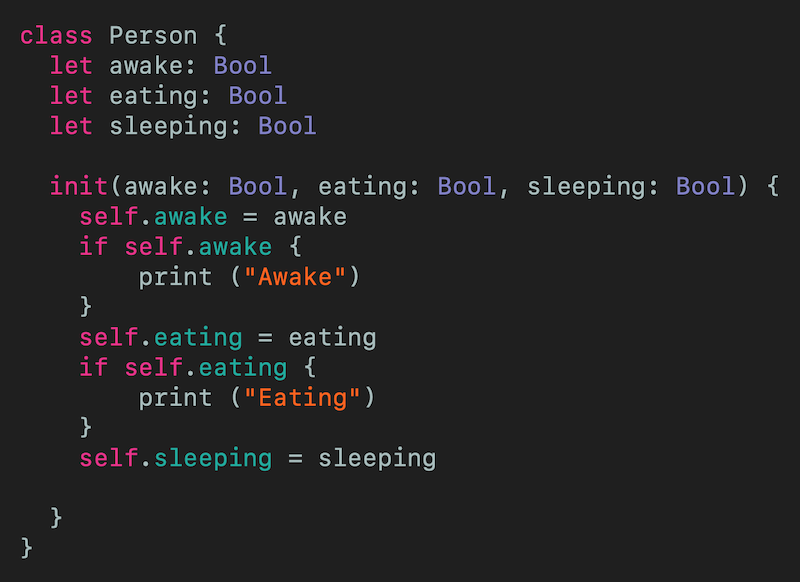 class Person {
  let awake: Bool
  let eating: Bool
  let sleeping: Bool

  init(awake: Bool, eating: Bool, sleeping: Bool) {
    self.awake = awake
    if self.awake {
        print ("Awake")
    }
    self.eating = eating
    if self.eating {
        print ("Eating")
    }
    self.sleeping = sleeping

  }
}